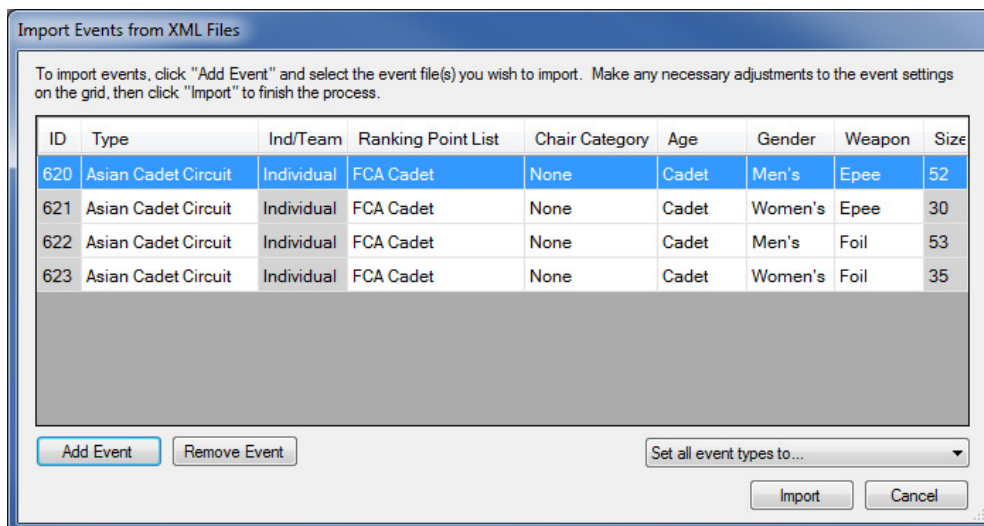 Import Events from XML Files
To import events, click "Add Event" and select the event file(s) you wish to import.  Make any necessary adjustments to the event settings
on the grid, then click "Import" to finish the process.
ID Type Ind/Team Ranking Point List Chair Category Age Gender Weapon Size
620 Asian Cadet Circuit Individual FCA Cadet None Cadet Men's Epee 52
621 Asian Cadet Circuit Individual FCA Cadet None Cadet Women's Epee 30
622 Asian Cadet Circuit Individual FCA Cadet None Cadet Men's Foil 53
623 Asian Cadet Circuit Individual FCA Cadet None Cadet Women's Foil 35
Add Event Remove Event Set all event types to...
Import Cancel